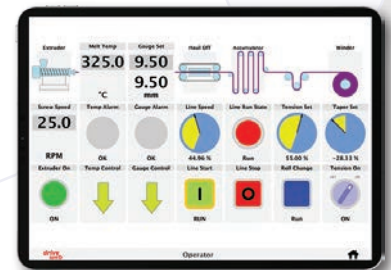 Extruder Melt Temp Gauge Set Haul Off Accumulator Winder
325.0 9.50
9.50
°C mm
Screw Speed Temp Alarm Gauge Alarm Line Speed Line Run State Tension Set Taper Set
25.0
RPM OK OK 44.96 % Run 55.00 % -28.33 %
Extruder On Temp Control Gauge Control Line Start Line Stop Roll Change Tension On
I O
ON RUN Run ON
drive
web Operator